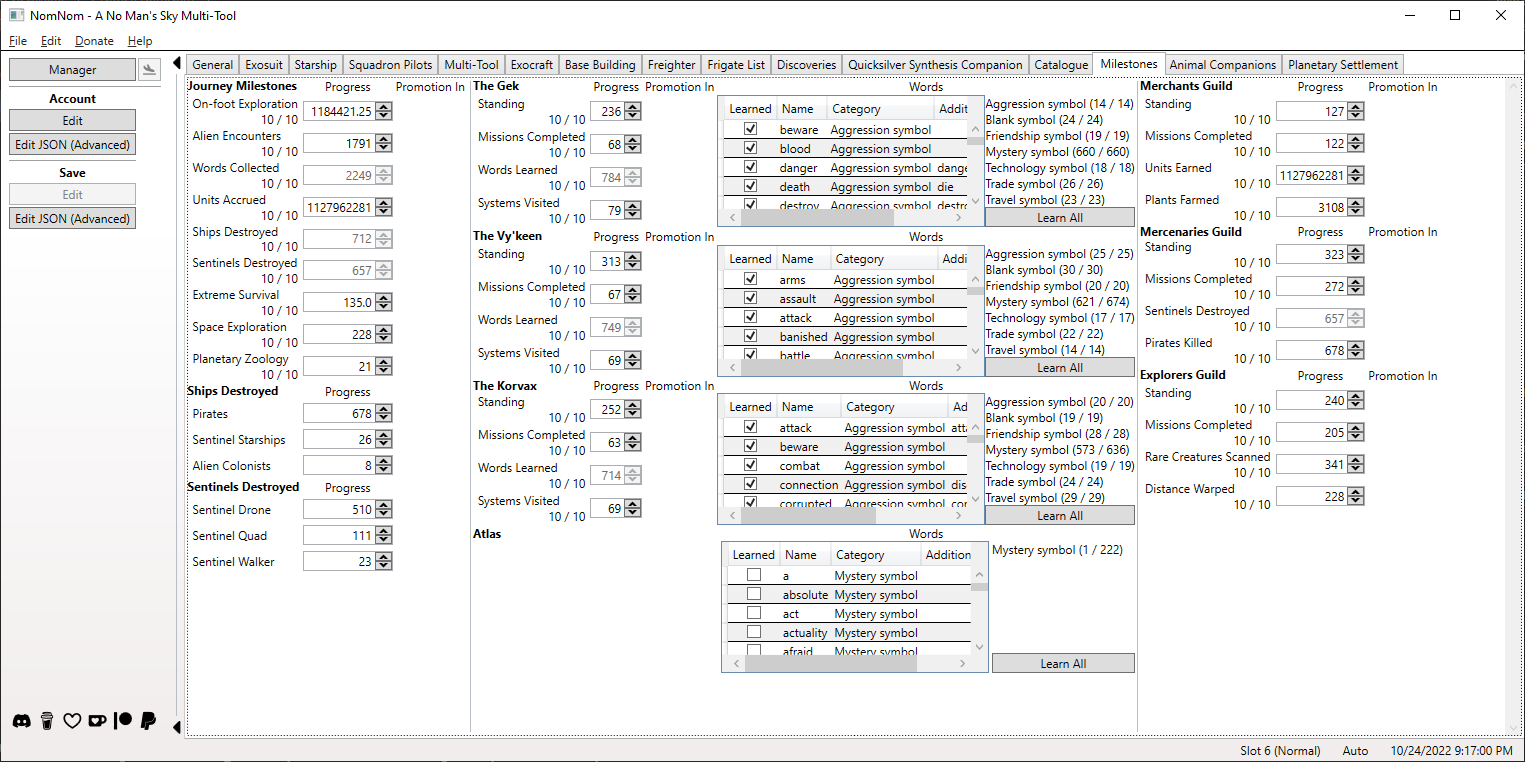 NomNom - A No Man's Sky Multi-Tool
File Edit Donate Help
Manager
Account
Edit
Edit JSON (Advanced)
Save
Edit
Edit JSON (Advanced)
General Exosuit Starship Squadron Pilots Multi-Tool Exocraft Base Building Freighter Frigate List Discoveries Quicksilver Synthesis Companion Catalogue Milestones Animal Companions Planetary Settlement
Journey Milestones Progress Promotion In
On-foot Exploration 1184421.25
10 / 10
Alien Encounters 1791
10 / 10
Words Collected 2249
10 / 10
Units Accrued 1127962281
10 / 10
Ships Destroyed 712
10 / 10
Sentinels Destroyed 657
10 / 10
Extreme Survival 135.0
10 / 10
Space Exploration 228
10 / 10
Planetary Zoology 21
10 / 10
Ships Destroyed Progress
Pirates 678
Sentinel Starships 26
Alien Colonists 8
Sentinels Destroyed Progress
Sentinel Drone 510
Sentinel Quad 111
Sentinel Walker 23
The Gek Progress Promotion In
Standing 236
10 / 10
Missions Completed 68
10 / 10
Words Learned 784
10 / 10
Systems Visited 79
10 / 10
Words
Learned Name Category Additi
beware Aggression symbol
blood Aggression symbol
danger Aggression symbol dange
death Aggression symbol die
destroy Aggression symbol destro
Aggression symbol (14 / 14)
Blank symbol (24 / 24)
Friendship symbol (19 / 19)
Mystery symbol (660 / 660)
Technology symbol (18 / 18)
Trade symbol (26 / 26)
Travel symbol (23 / 23)
Learn All
The Vy'keen Progress Promotion In
Standing 313
10 / 10
Missions Completed 67
10 / 10
Words Learned 749
10 / 10
Systems Visited 69
10 / 10
Words
Learned Name Category Addi
arms Aggression symbol
assault Aggression symbol
attack Aggression symbol
banished Aggression symbol
battle Aggression symbol
Aggression symbol (25 / 25)
Blank symbol (30 / 30)
Friendship symbol (20 / 20)
Mystery symbol (621 / 674)
Technology symbol (17 / 17)
Trade symbol (22 / 22)
Travel symbol (14 / 14)
Learn All
The Korvax Progress Promotion In
Standing 252
10 / 10
Missions Completed 63
10 / 10
Words Learned 714
10 / 10
Systems Visited 69
10 / 10
Words
Learned Name Category Ad
attack Aggression symbol atta
beware Aggression symbol
combat Aggression symbol
connection Aggression symbol dis
corrupted Aggression symbol cor
Aggression symbol (20 / 20)
Blank symbol (19 / 19)
Friendship symbol (28 / 28)
Mystery symbol (573 / 636)
Technology symbol (19 / 19)
Trade symbol (24 / 24)
Travel symbol (29 / 29)
Learn All
Atlas
Words
Learned Name Category Addition
a Mystery symbol
absolute Mystery symbol
act Mystery symbol
actuality Mystery symbol
afraid Mystery symbol
Mystery symbol (1 / 222)
Learn All
Merchants Guild Progress Promotion In
Standing 127
10 / 10
Missions Completed 122
10 / 10
Units Earned 1127962281
10 / 10
Plants Farmed 3108
10 / 10
Mercenaries Guild Progress Promotion In
Standing 323
10 / 10
Missions Completed 272
10 / 10
Sentinels Destroyed 657
10 / 10
Pirates Killed 678
10 / 10
Explorers Guild Progress Promotion In
Standing 240
10 / 10
Missions Completed 205
10 / 10
Rare Creatures Scanned 341
10 / 10
Distance Warped 228
10 / 10
Slot 6 (Normal) Auto 10/24/2022 9:17:00 PM